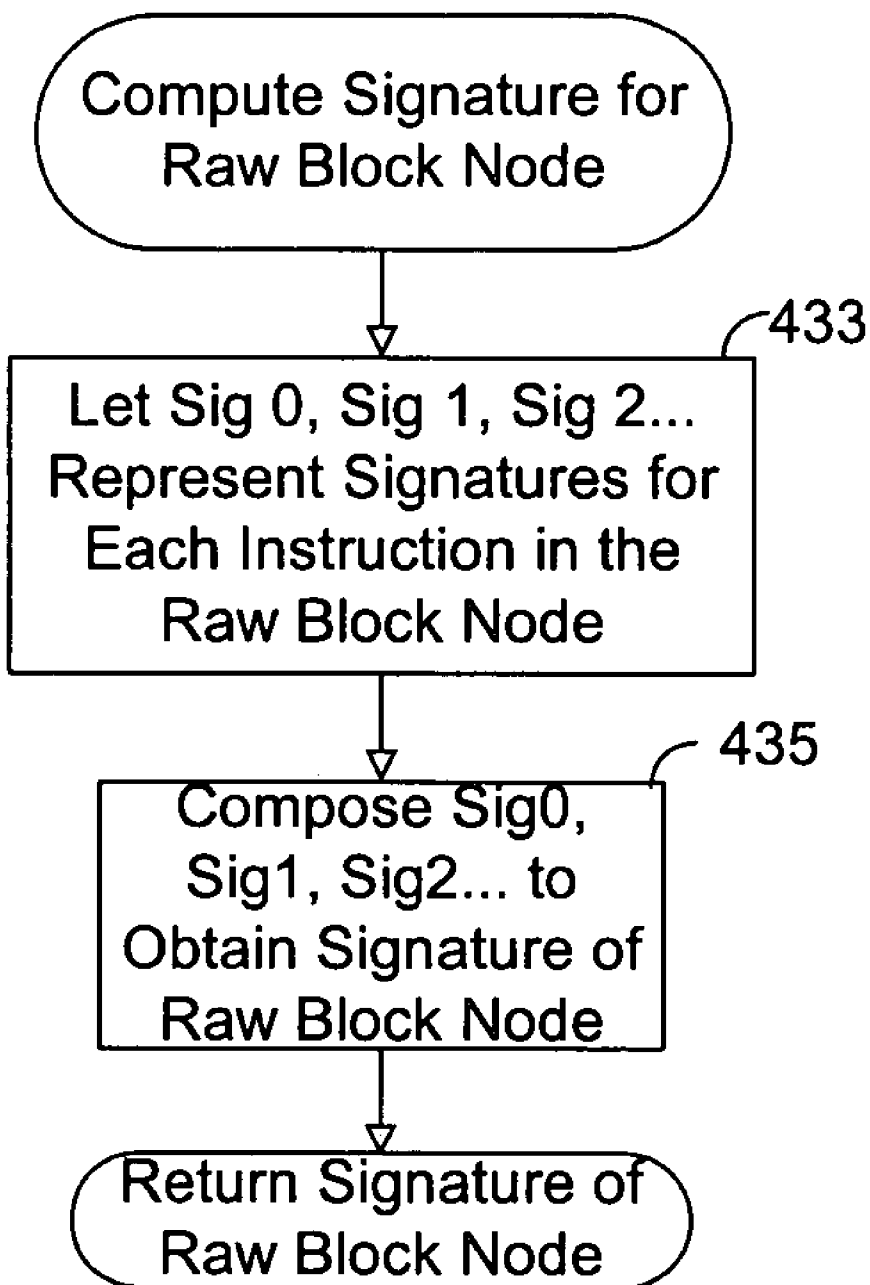 Compute Signature for
Raw Block Node
433
Let Sig 0, Sig 1, Sig 2...
Represent Signatures for
Each Instruction in the
Raw Block Node
435
Compose Sig0,
Sig1, Sig2... to
Obtain Signature of
Raw Block Node
Return Signature of
Raw Block Node